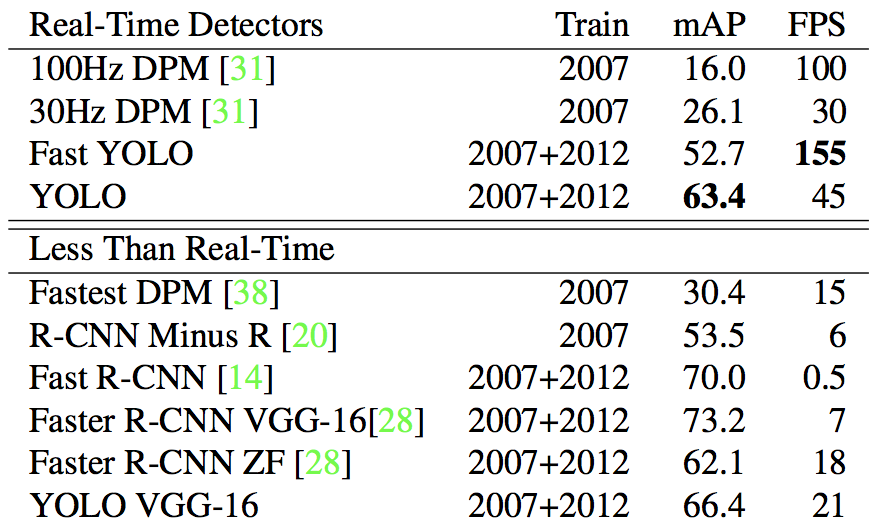 Real-Time Detectors Train mAP FPS
100Hz DPM [31] 2007 16.0 100
30Hz DPM [31] 2007 26.1 30
Fast YOLO 2007+2012 52.7 155
YOLO 2007+2012 63.4 45
Less Than Real-Time
Fastest DPM [38] 2007 30.4 15
R-CNN Minus R [20] 2007 53.5 6
Fast R-CNN [14] 2007+2012 70.0 0.5
Faster R-CNN VGG-16[28] 2007+2012 73.2 7
Faster R-CNN ZF [28] 2007+2012 62.1 18
YOLO VGG-16 2007+2012 66.4 21